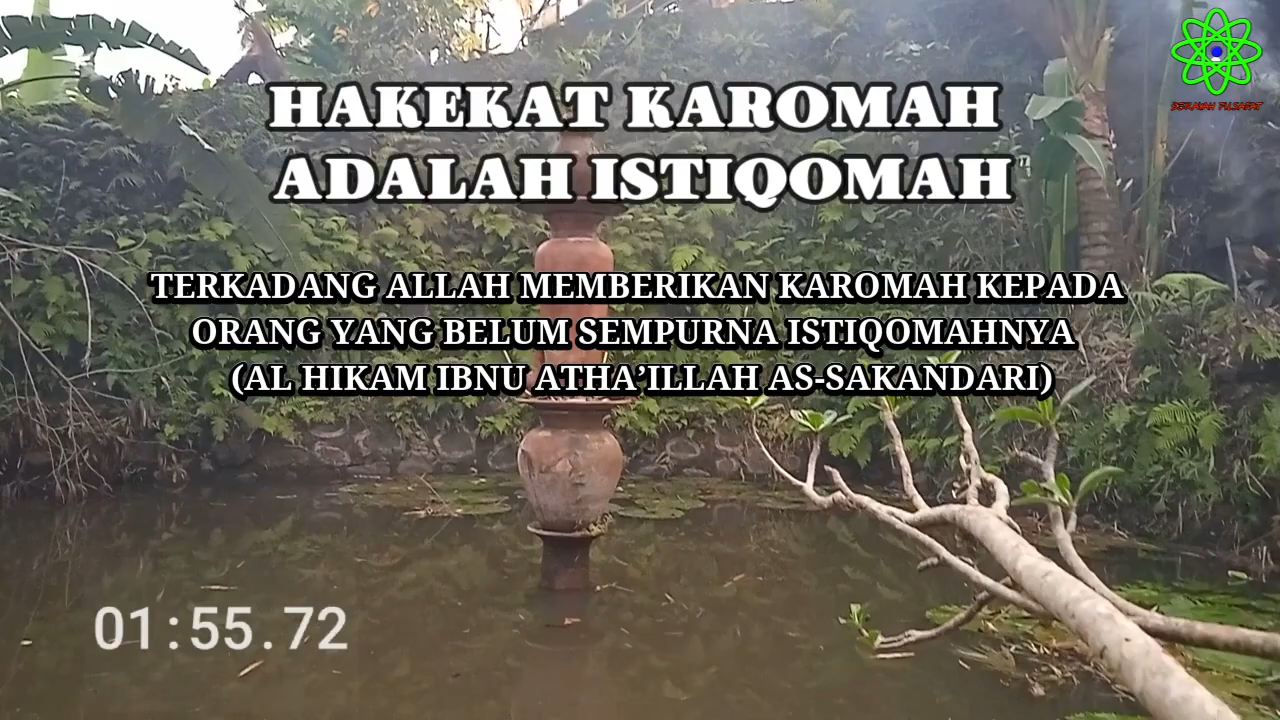 HAKEKAT KAROMAH
ADALAH ISTIQOMAH
TERKADANG ALLAH MEMBERIKAN KAROMAH KEPADA
ORANG YANG BELUM SEMPURNA ISTIQOMAHNYA
(AL HIKAM IBNU ATHA’ILLAH AS-SAKANDARI)
01:55.72